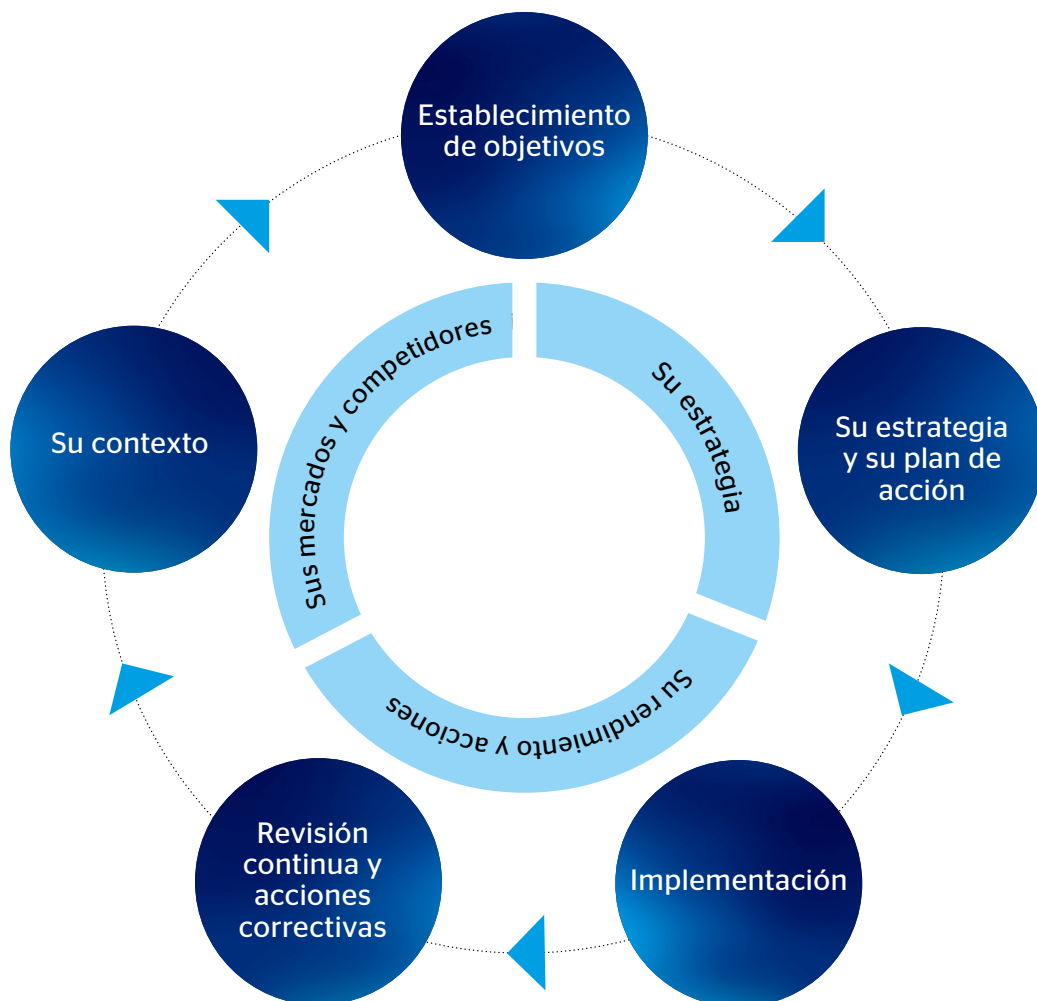 Establecimiento
de objetivos
Su estrategia
y su plan de
acción
Implementación
Revisión
continua y
acciones
correctivas
Su contexto
Sus mercados y competidores
Su estrategia
Su rendimiento y acciones